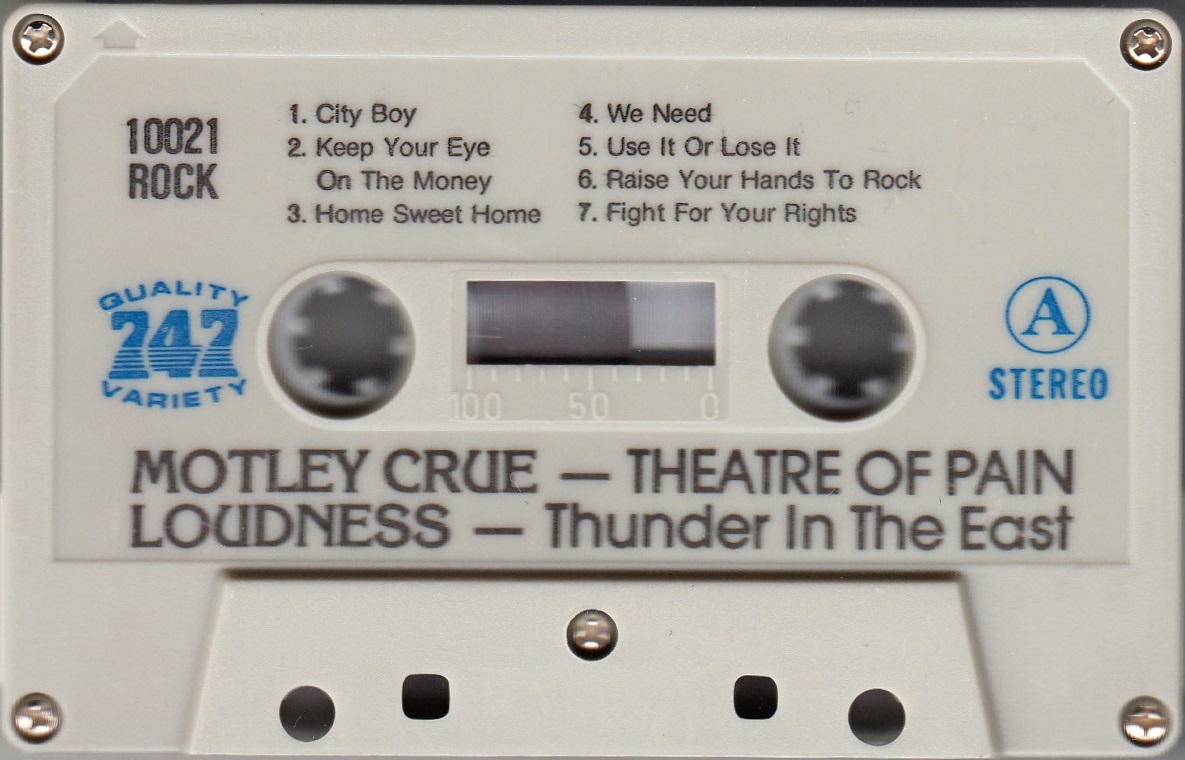 10021
ROCK
1. City Boy
2. Keep Your Eye
On The Money
3. Home Sweet Home
4. We Need
5. Use It Or Lose It
6. Raise Your Hands To Rock
7. Fight For Your Rights
QUALITY
747
VARIETY
100 50 0
A
STEREO
MOTLEY CRUE — THEATRE OF PAIN
LOUDNESS — Thunder In The East